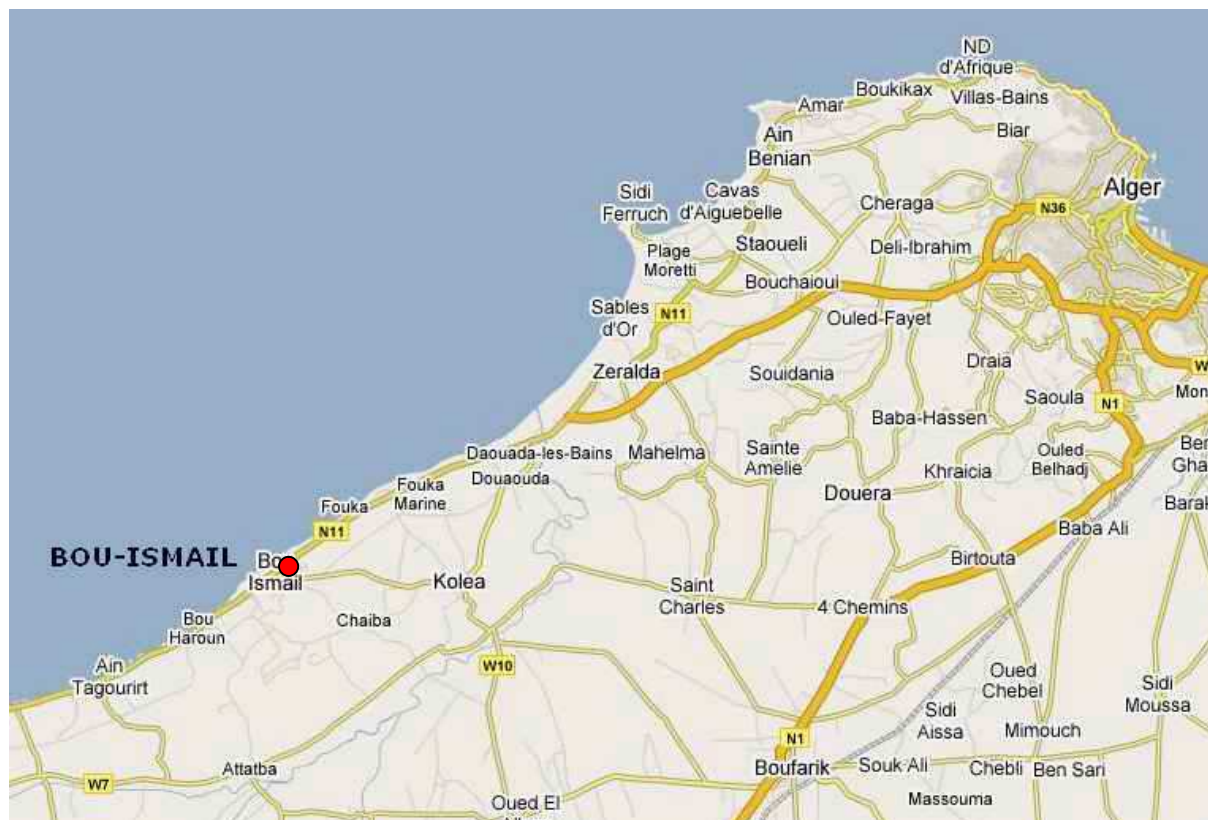 ND
d'Afrique
Boukikax
Villas-Bains
Amar
Ain
Benian
Biar
Alger
Sidi
Ferruch
Cavas
d'Aiguebelle
Cheraga
N36
Plage
Moretti
Staoueli
Deli-Ibrahim
Bouchaioui
Sables
d'Or
N11
Ouled-Fayet
Zeralda
Souidania
Draia
Saoula
N1
W
Mon
Baba-Hassen
Daouada-les-Bains
Mahelma
Sainte
Amelie
Ouled
Belhadj
Ber
Gha
Douaouda
Khraicia
Fouka
Marine
Douera
Fouka
Barak
N11
Baba Ali
BOU-ISMAIL
Ismail
Birtouta
Kolea
Saint
Charles
4 Chemins
Bou
Haroun
Chaiba
Ain
Tagourirt
W10
Oued
Chebel
Sidi
Moussa
Sidi
Aissa
Mimouch
N1
W7
Attatba
Boufarik
Souk Ali
Chebli
Ben Sari
Massouma
Oued El